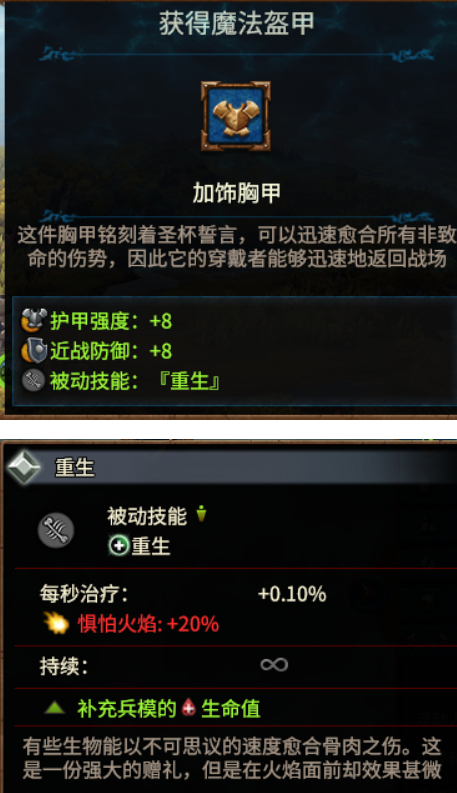 获得魔法盔甲
加饰胸甲
这件胸甲铭刻着圣杯誓言，可以迅速愈合所有非致
命的伤势，因此它的穿戴者能够迅速地返回战场
护甲强度：+8
近战防御：+8
被动技能：『重生』
重生
被动技能
重生
每秒治疗： +0.10%
惧怕火焰: +20%
持续： ∞
补充兵模的生命值
有些生物能以不可思议的速度愈合骨肉之伤。这
是一份强大的赠礼，但是在火焰面前却效果甚微